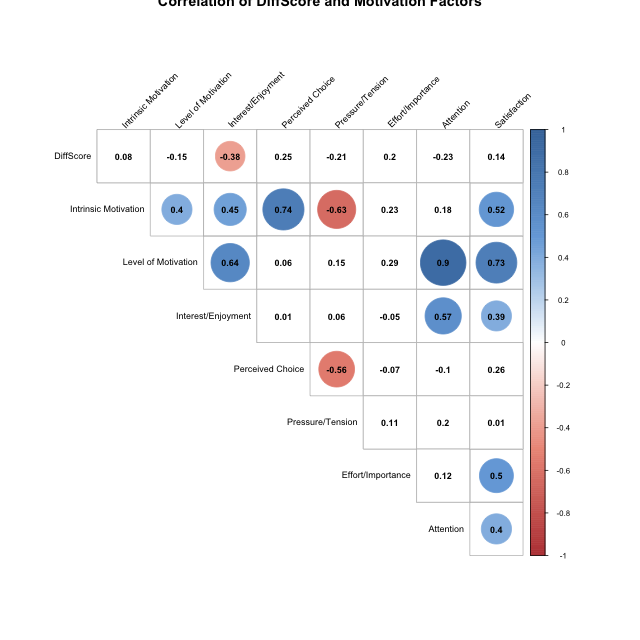 Correlation of DiffScore and Motivation Factors
Intrinsic Motivation
Level of Motivation
Interest/Enjoyment
Perceived Choice
Pressure/Tension
Effort/Importance
Attention
Satisfaction
DiffScore 0.08 -0.15 -0.38 0.25 -0.21 0.2 -0.23 0.14
Intrinsic Motivation 0.4 0.45 0.74 -0.63 0.23 0.18 0.52
Level of Motivation 0.64 0.06 0.15 0.29 0.9 0.73
Interest/Enjoyment 0.01 0.06 -0.05 0.57 0.39
Perceived Choice -0.56 -0.07 -0.1 0.26
Pressure/Tension 0.11 0.2 0.01
Effort/Importance 0.12 0.5
Attention 0.4
1
0.8
0.6
0.4
0.2
0
-0.2
-0.4
-0.6
-0.8
-1